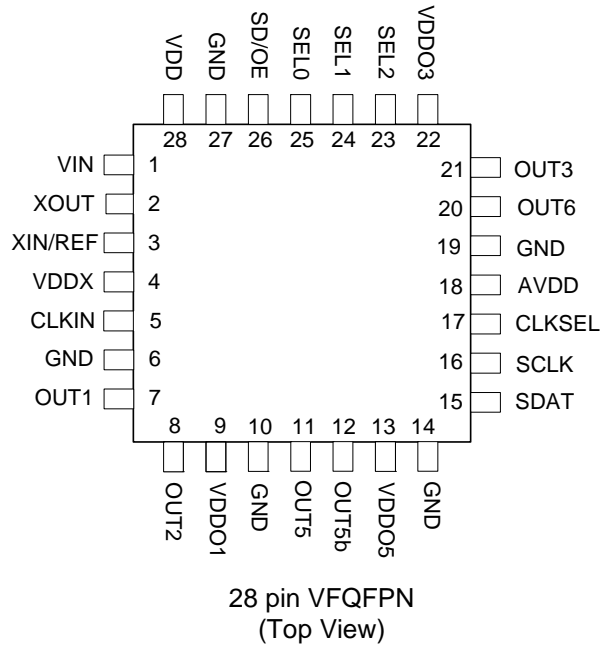 VDD
GND
SD/OE
SEL0
SEL1
SEL2
VDDO3
28 27 26 25 24 23 22
VIN 1
XOUT 2
XIN/REF 3
VDDX 4
CLKIN 5
GND 6
OUT1 7
21 OUT3
20 OUT6
19 GND
18 AVDD
17 CLKSEL
16 SCLK
15 SDAT
8 9 10 11 12 13 14
OUT2
VDDO1
GND
OUT5
OUT5b
VDDO5
GND
28 pin VFQFPN
(Top View)